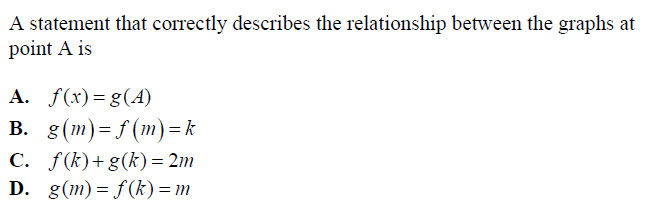 A statement that correctly describes the relationship between the graphs at
point A is
A. f(x) = g(A)
B. g(m) = f(m) = k
C. f(k) + g(k) = 2m
D. g(m) = f(k) = m